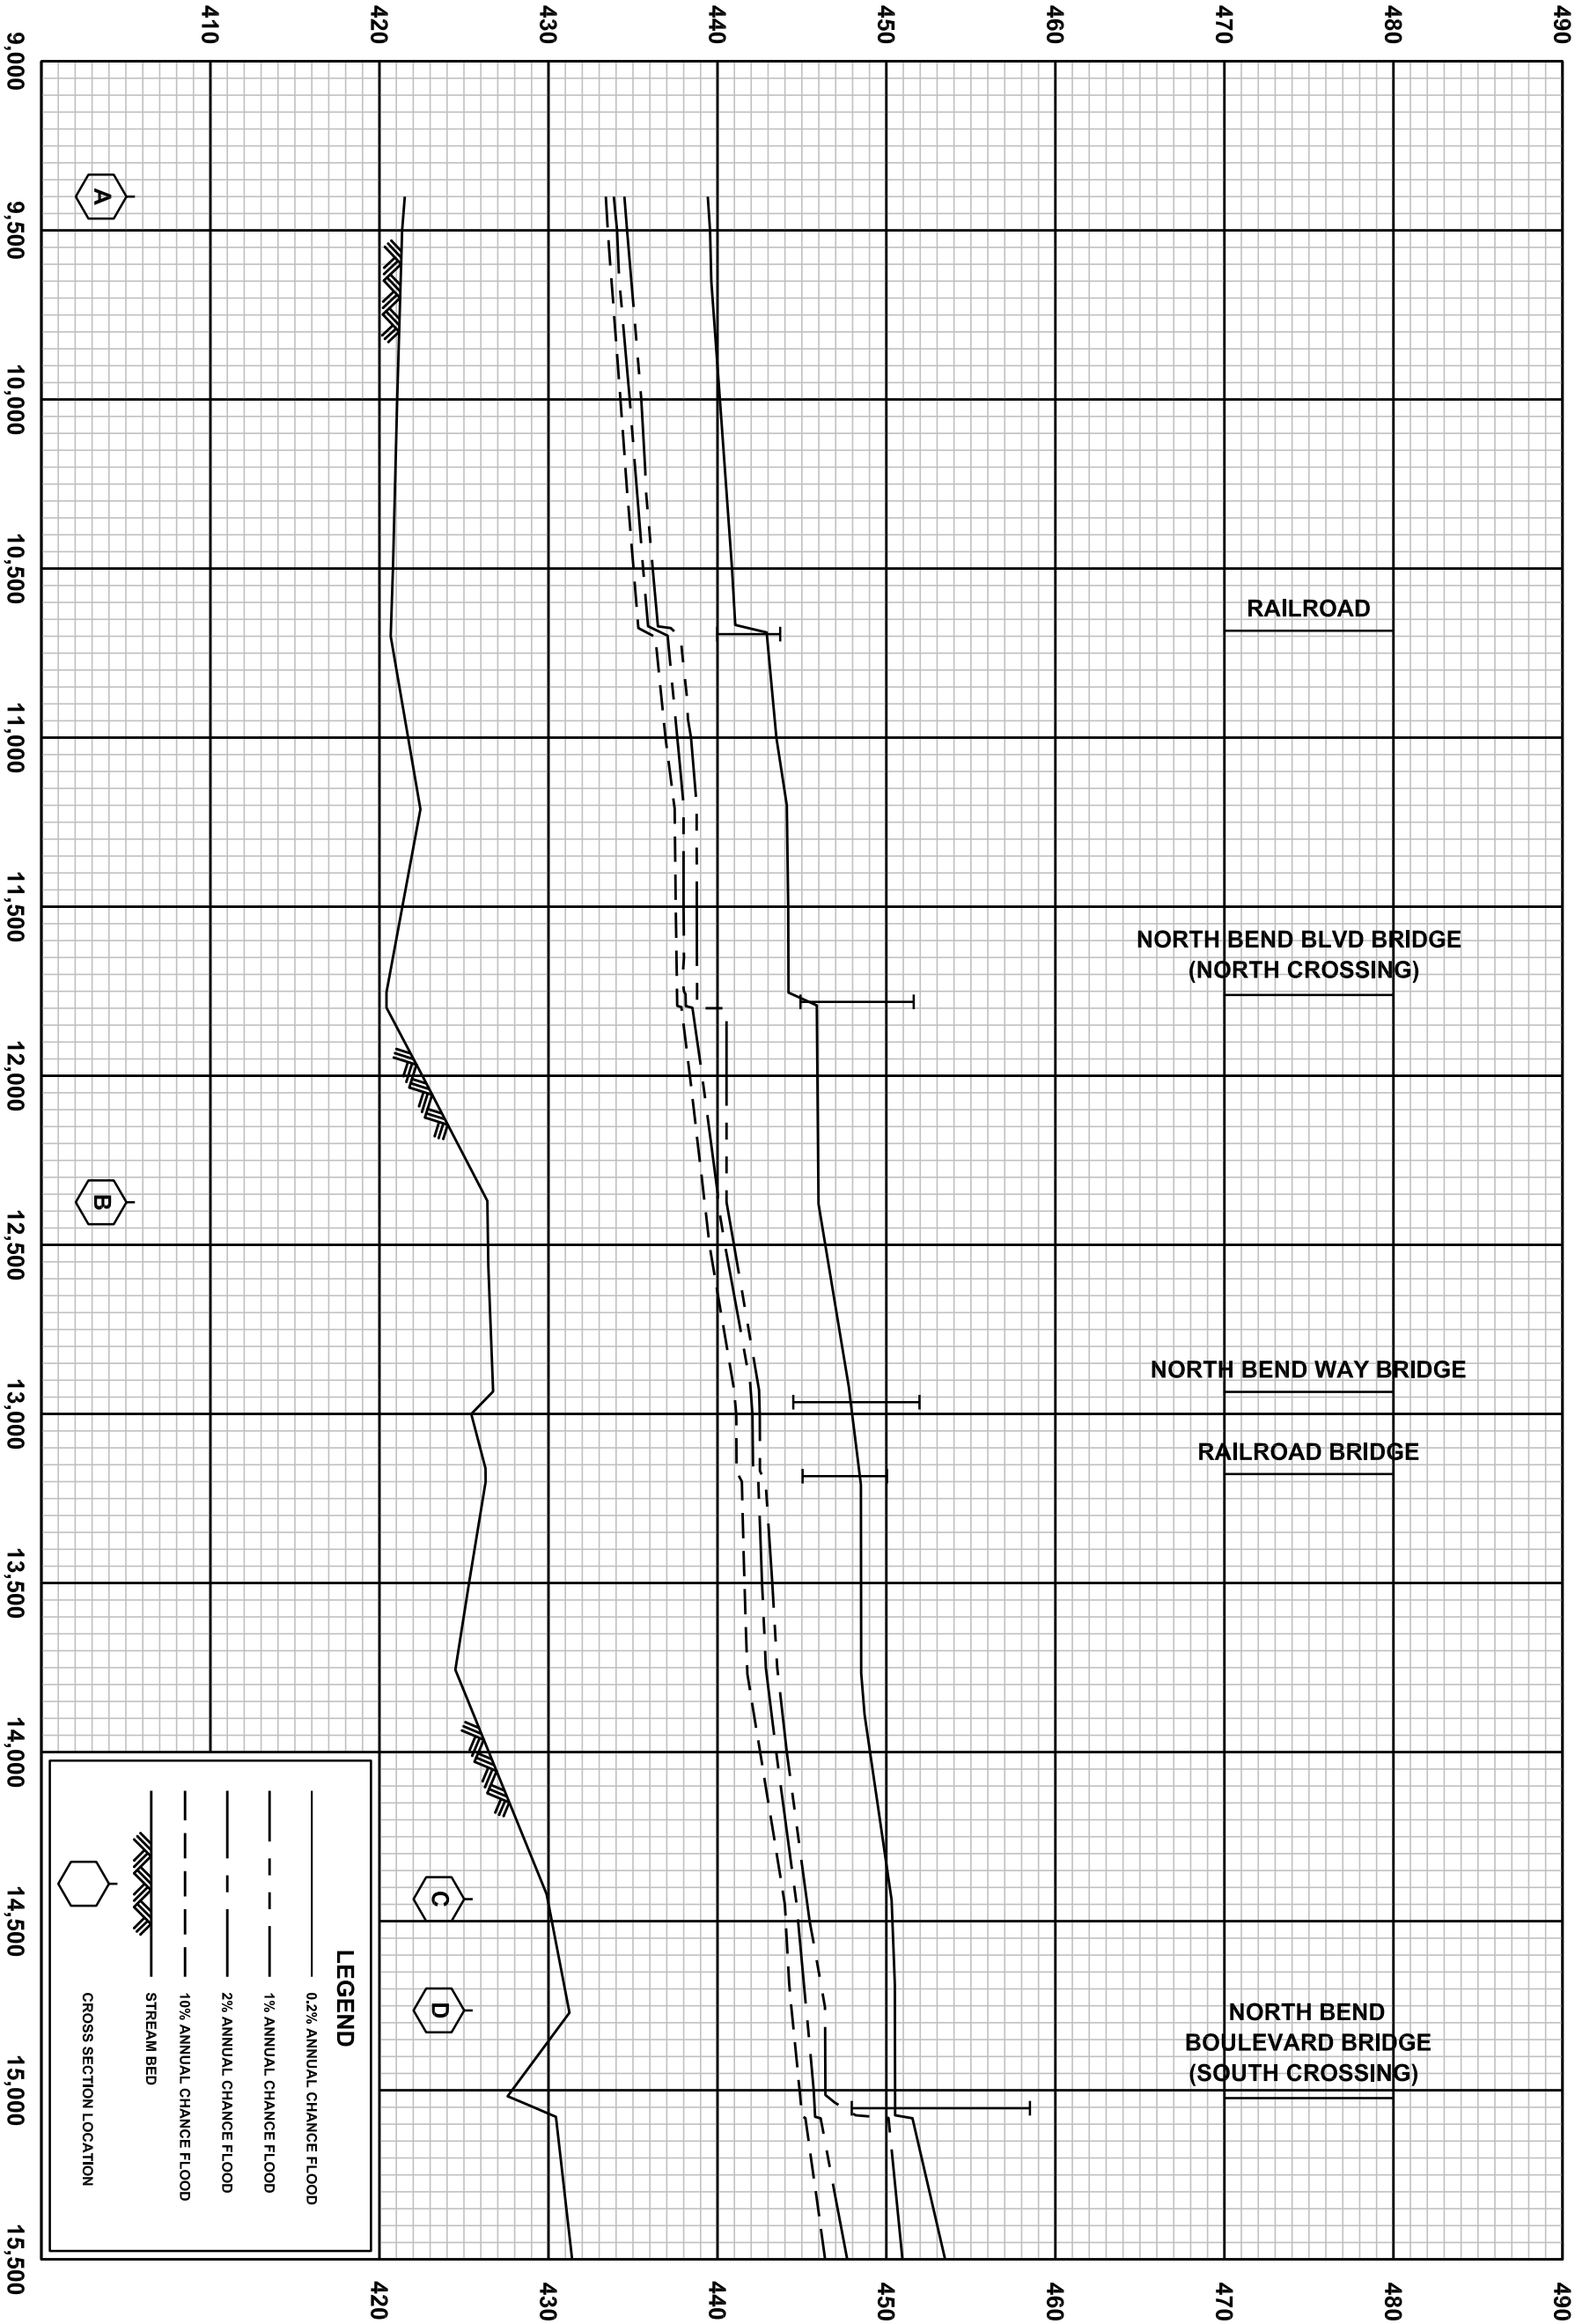 410
420
430
440
450
460
470
480
490
9,000
9,500
10,000
10,500
11,000
11,500
12,000
12,500
13,000
13,500
14,000
14,500
15,000
15,500
RAILROAD
NORTH BEND BLVD BRIDGE
(NORTH CROSSING)
NORTH BEND WAY BRIDGE
RAILROAD BRIDGE
NORTH BEND
BOULEVARD BRIDGE
(SOUTH CROSSING)
A
B
C
D
LEGEND
0.2% ANNUAL CHANCE FLOOD
1% ANNUAL CHANCE FLOOD
2% ANNUAL CHANCE FLOOD
10% ANNUAL CHANCE FLOOD
STREAM BED
CROSS SECTION LOCATION
420
430
440
450
460
470
480
490